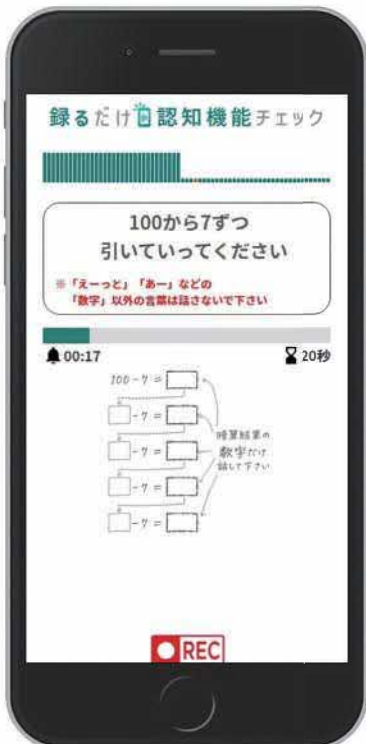 録るだけ認知機能チェック
100から7ずつ
引いていってください
※「えーっと」「あー」などの
「数字」以外の言葉は話さないで下さい
00:17 20秒
100-7=
-7=
-7=
-7=
-7=
暗算結果の
数字だけ
話して下さい
REC